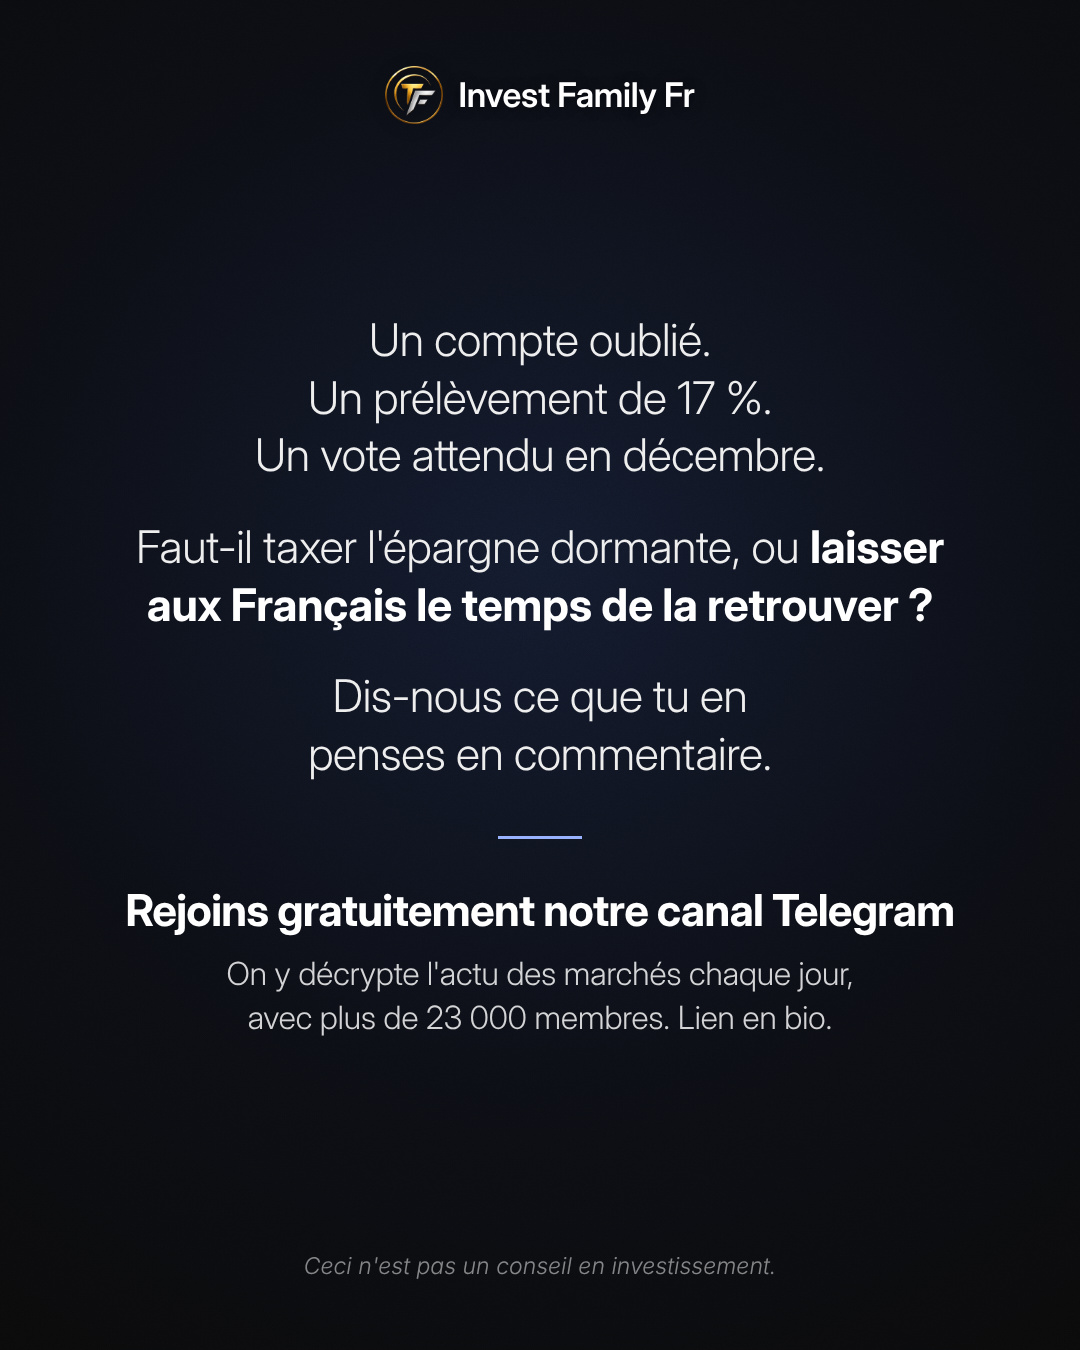 TF Invest Family Fr
Un compte oublié.
Un prélèvement de 17 %.
Un vote attendu en décembre.
Faut-il taxer l'épargne dormante, ou laisser
aux Français le temps de la retrouver ?
Dis-nous ce que tu en
penses en commentaire.
Rejoins gratuitement notre canal Telegram
On y décrypte l'actu des marchés chaque jour,
avec plus de 23 000 membres. Lien en bio.
Ceci n'est pas un conseil en investissement.